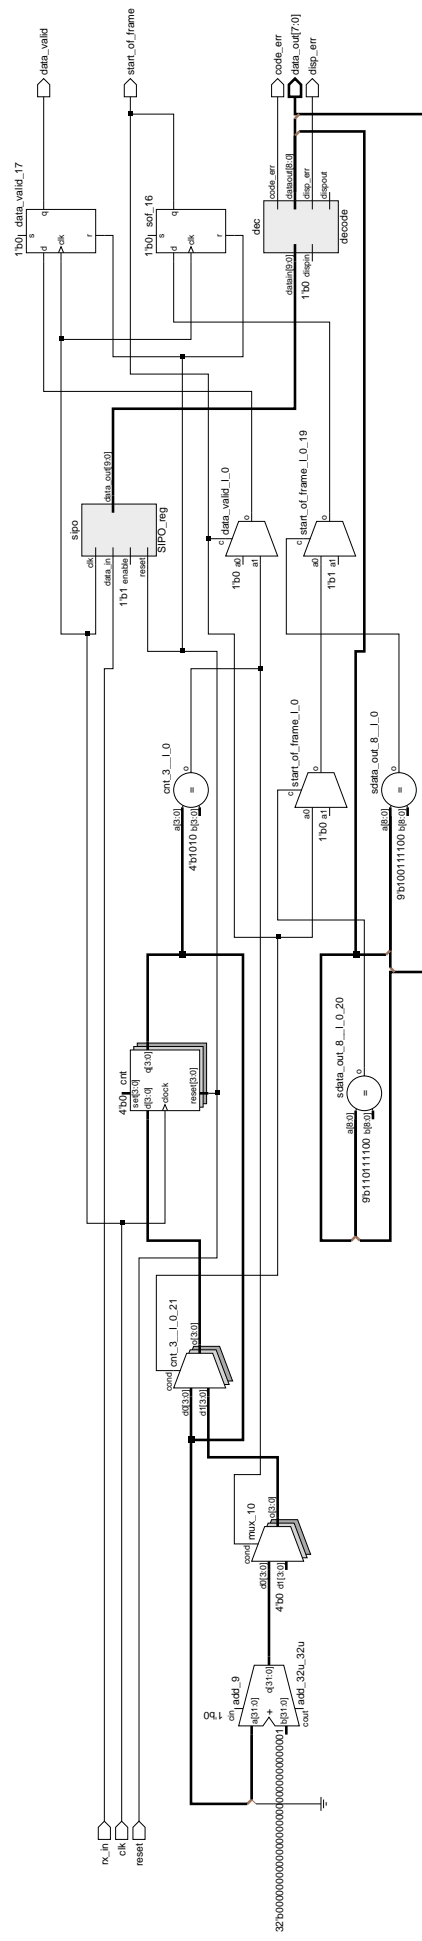 rx_in
clk
reset
32'b00000000000000000000000000000001
1'b0
cin
add_9
a[31:0]
+
o[31:0]
b[31:0]
cout
add_32u_32u
cond
mux_10
d0[3:0]
o[3:0]
4'b0 d1[3:0]
cond
cnt_3__I_0_21
d0[3:0]
o[3:0]
d1[3:0]
4'b0
cnt
set[3:0]
d[3:0]
q[3:0]
clock
reset[3:0]
sdata_out_8__I_0_20
a[8:0]
=
o
9'b110111100 b[8:0]
cnt_3__I_0
a[3:0]
=
o
4'b1010 b[3:0]
c
start_of_frame_I_0
a0
o
1'b0 a1
sdata_out_8__I_0
a[8:0]
=
o
9'b100111100 b[8:0]
sipo
clk
data_in
data_out[9:0]
1'b1 enable
reset
SIPO_reg
c
data_valid_I_0
1'b0 a0
o
a1
c
start_of_frame_I_0_19
a0
o
1'b1 a1
1'b0
data_valid_17
s
d
q
clk
r
1'b0
sof_16
s
d
q
clk
r
dec
code_err
datain[9:0]
dataout[8:0]
1'b0 dispin
disp_err
dispout
decode
data_valid
start_of_frame
code_err
data_out[7:0]
disp_err